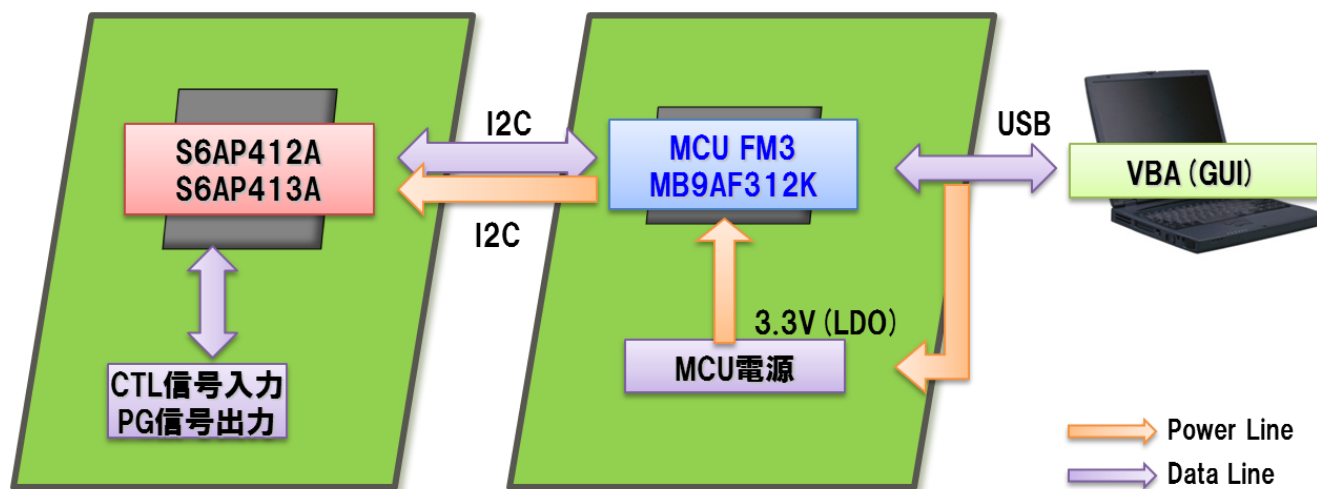 S6AP412A
S6AP413A
I2C
I2C
CTL信号入力
PG信号出力
MCU FM3
MB9AF312K
3.3V (LDO)
MCU電源
USB
VBA (GUI)
Power Line
Data Line